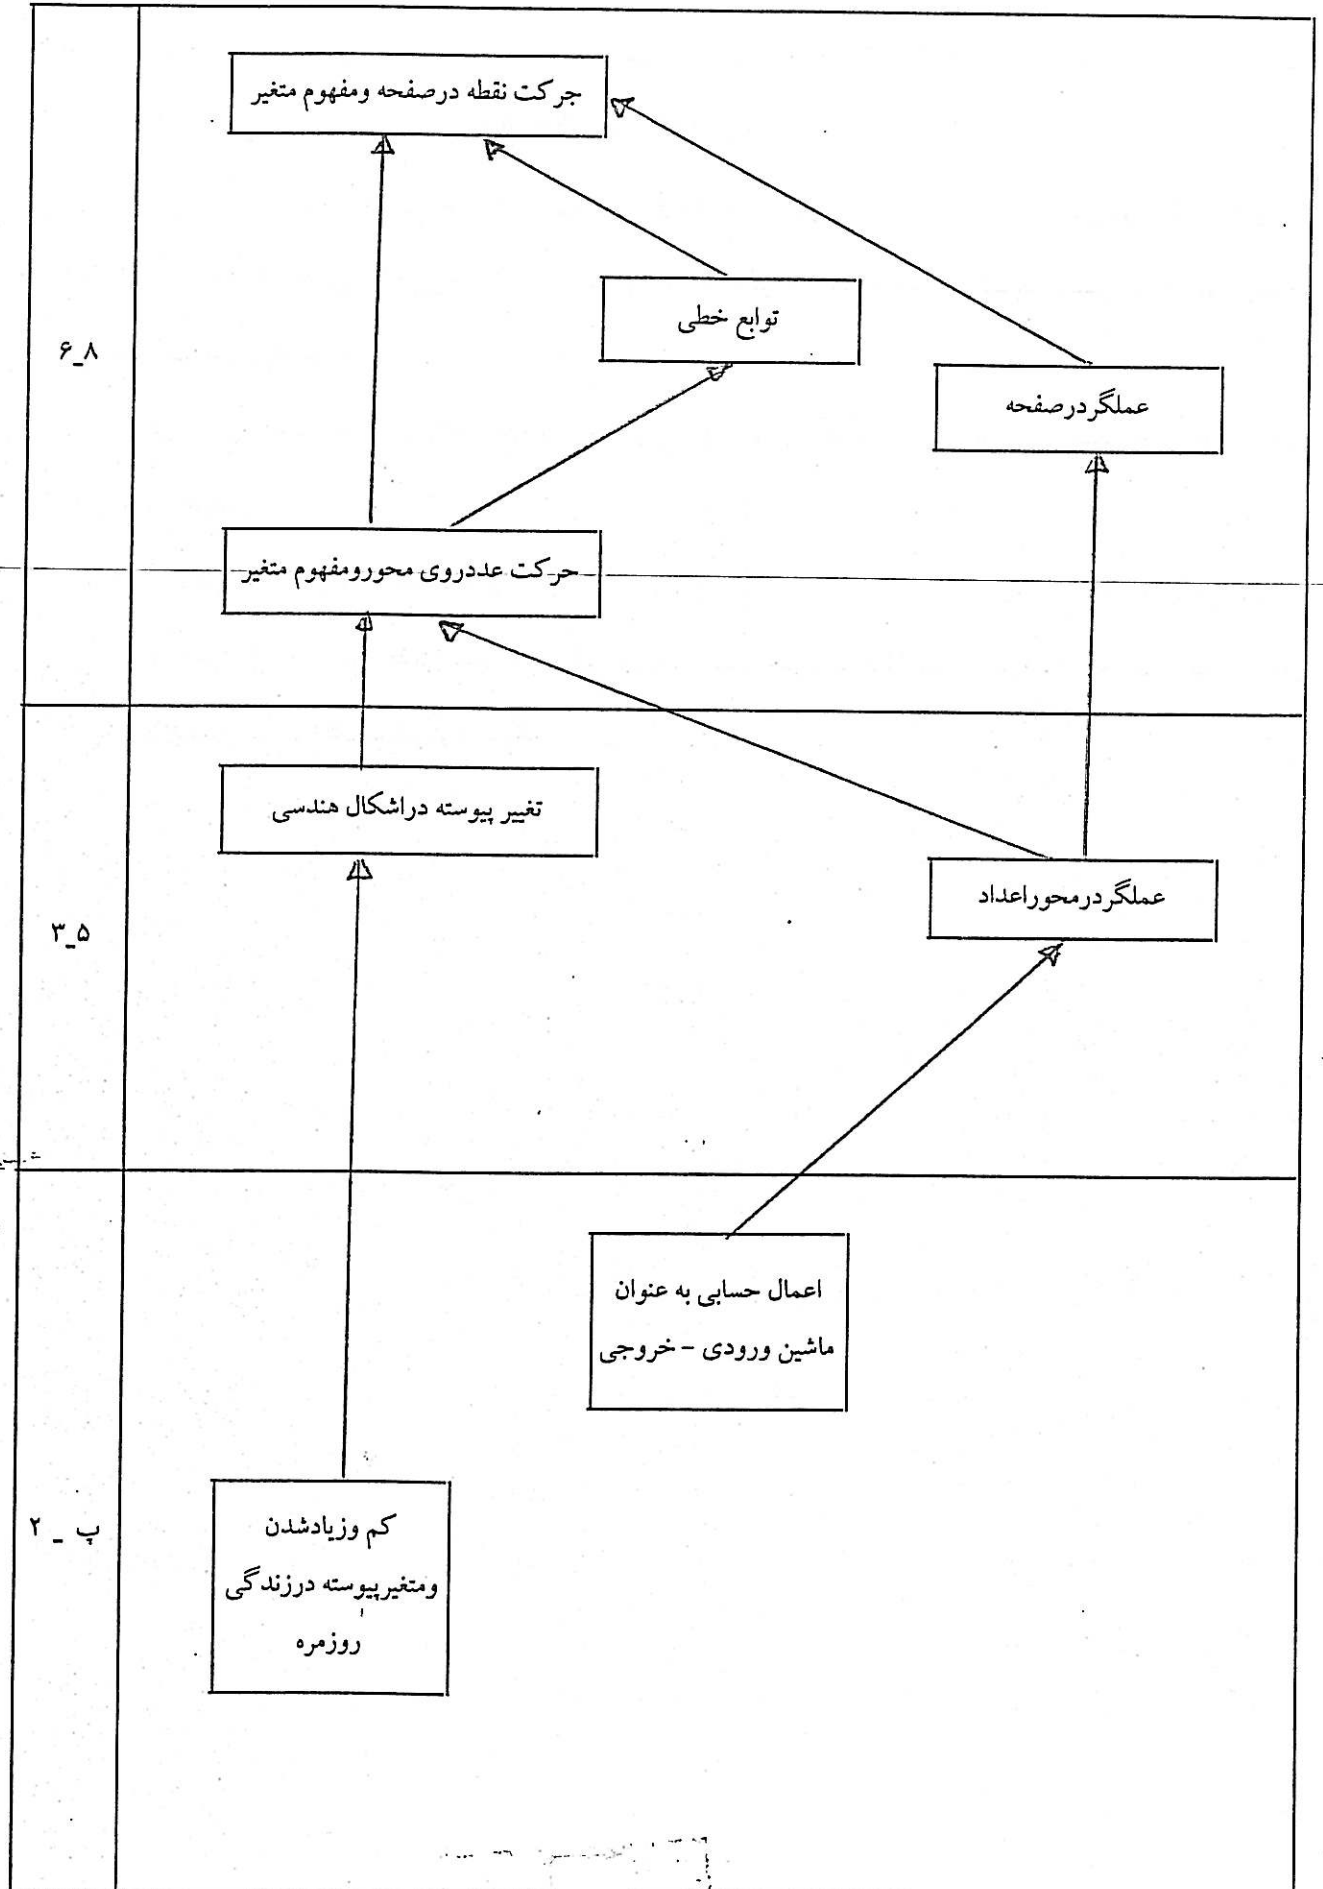 جرکت نقطه درصفحه ومفهوم متغیر
توابع خطی
عملگردرصفحه
۶_۸
حرکت عددروی محورومفهوم متغیر
تغییر پیوسته دراشکال هندسی
عملگردرمحوراعداد
۳_۵
اعمال حسابی به عنوان
ماشین ورودی - خروجی
کم وزیادشدن
ومتغیرپیوسته درزندگی
روزمره
پ _ ۲